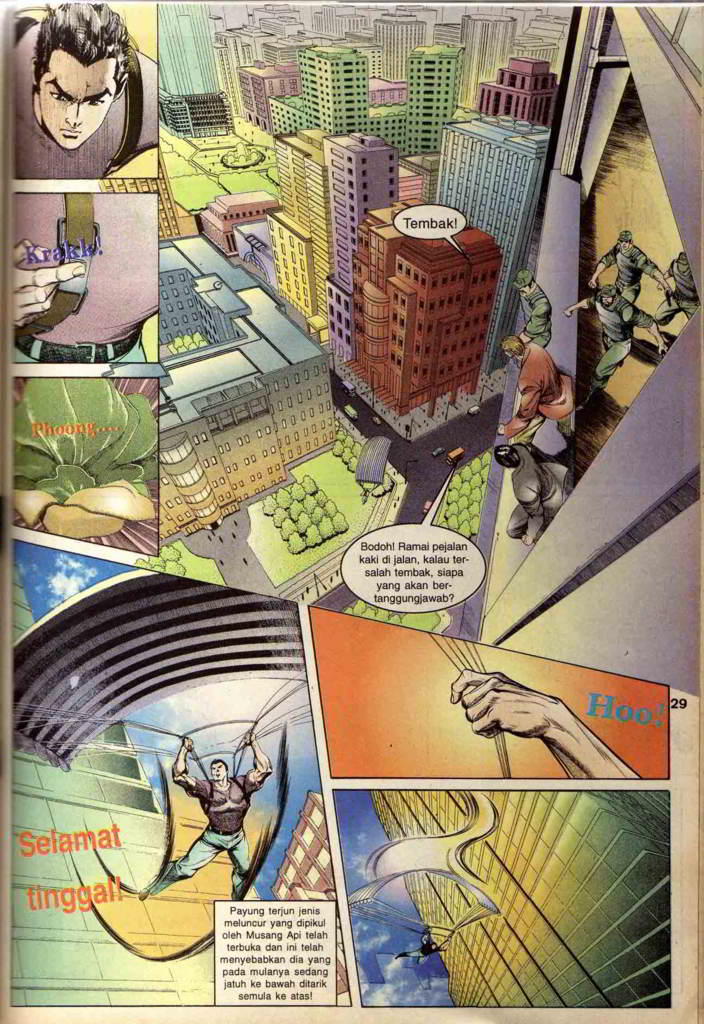 Krakk!
Phoong....
Tembak!
Bodoh! Ramai pejalan
kaki di jalan, kalau ter-
salah tembak, siapa
yang akan ber-
tanggungjawab?
29
Hoo!
Selamat
tinggal!
Payung terjun jenis
meluncur yang dipikul
oleh Musang Api telah
terbuka dan ini telah
menyebabkan dia yang
pada mulanya sedang
jatuh ke bawah ditarik
semula ke atas!